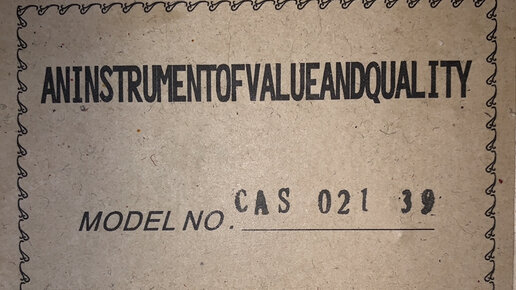 ANINSTRUMENTOFVALUEANDQUALITY
MODEL NO. CAS 021 39